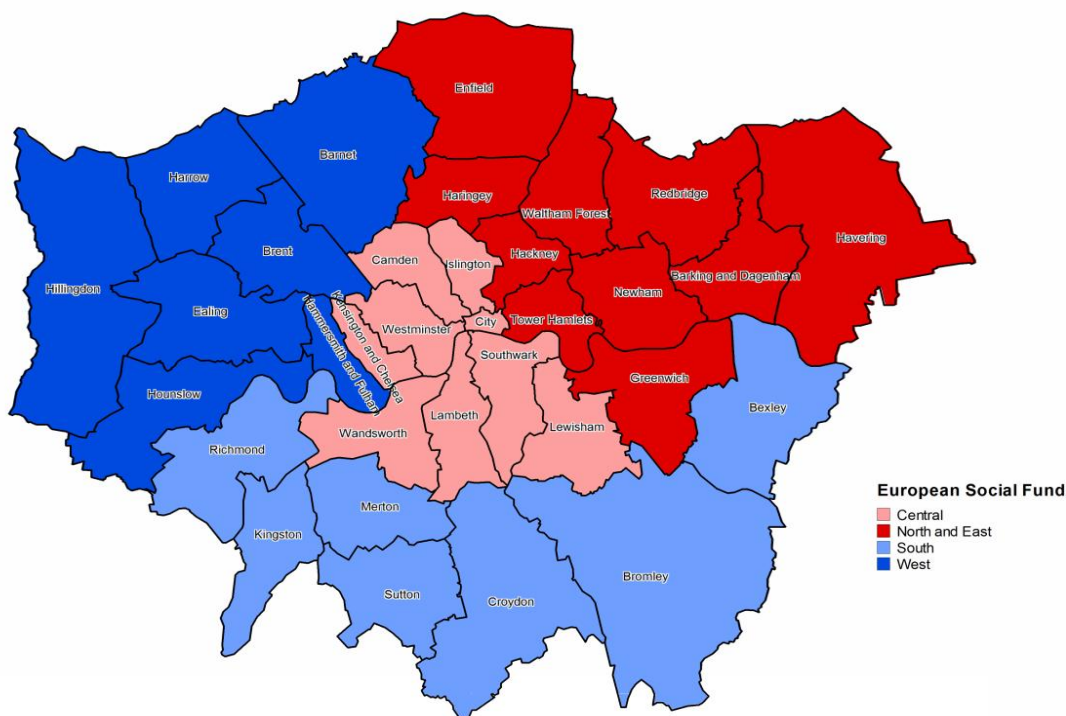 Enfield
Barnet
Harrow
Haringey
Redbridge
Waltham Forest
Havering
Brent
Hackney
Camden
Islington
Barking and Dagenham
Hillingdon
Newham
Ealing
Kensington and Chelsea
Hammersmith and Fulham
Westminster
City
Tower Hamlets
Southwark
Greenwich
Hounslow
Bexley
Lambeth
Lewisham
Wandsworth
Richmond
Merton
Kingston
Bromley
Sutton
Croydon
European Social Fund
Central
North and East
South
West